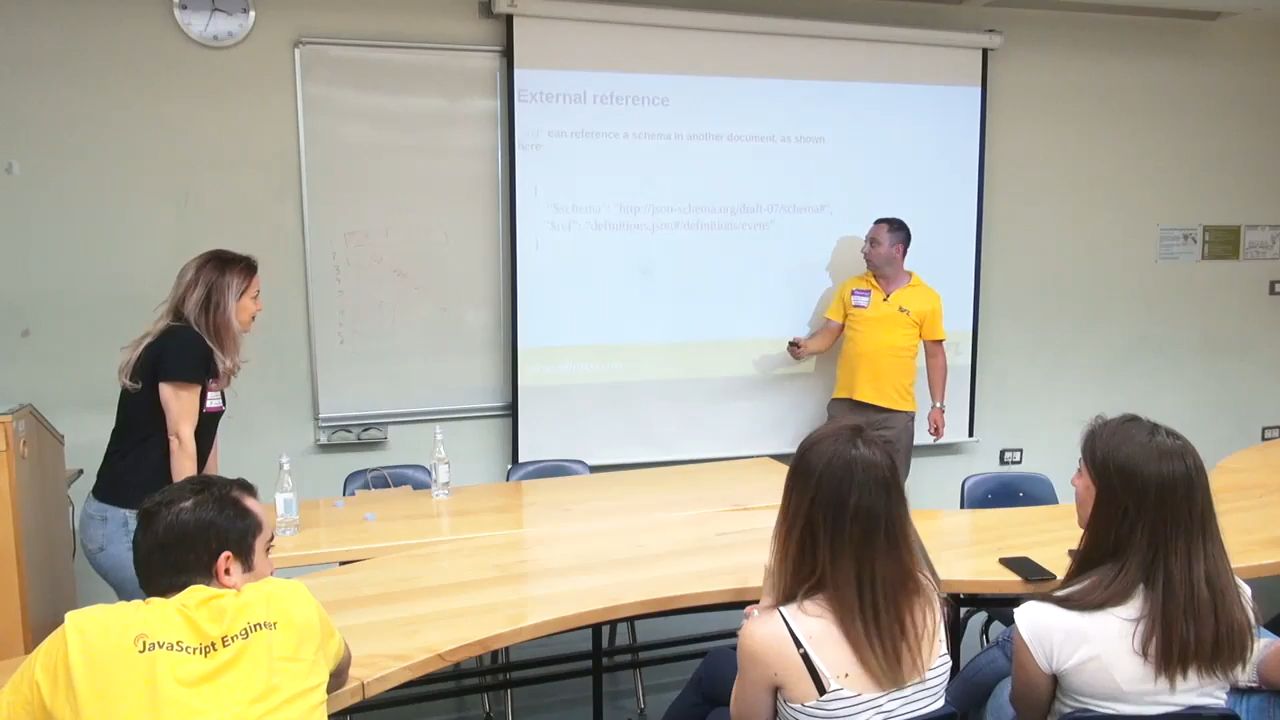 External reference
can reference a schema in another document, as shown
here:
{
"$schema": "http://json-schema.org/draft-07/schema#",
"$ref": "definitions.json#/definitions/event"
}
JavaScript Engineer